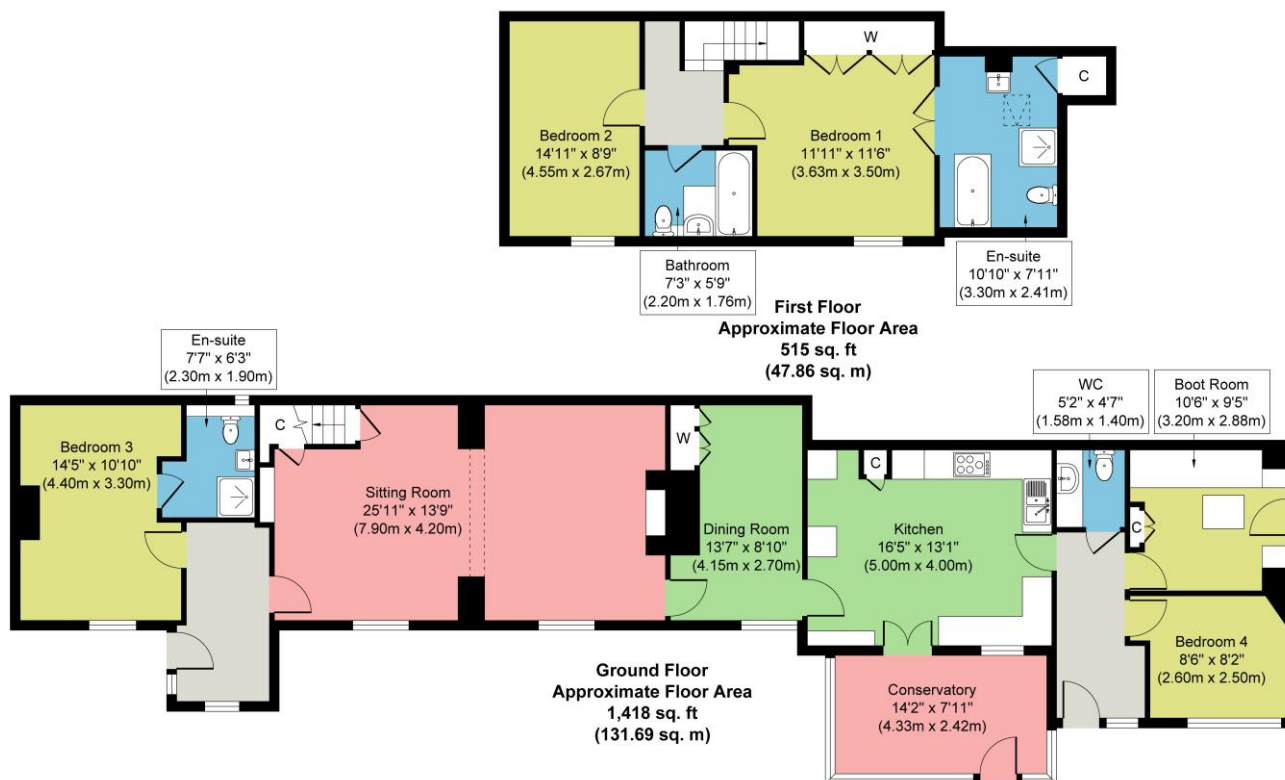 W
C
Bedroom 2
14'11" x 8'9"
(4.55m x 2.67m)
Bedroom 1
11'11" x 11'6"
(3.63m x 3.50m)
Bathroom
7'3" x 5'9"
(2.20m x 1.76m)
En-suite
10'10" x 7'11"
(3.30m x 2.41m)
First Floor
Approximate Floor Area
515 sq. ft
(47.86 sq. m)
En-suite
7'7" x 6'3"
(2.30m x 1.90m)
WC
5'2" x 4'7"
(1.58m x 1.40m)
Boot Room
10'6" x 9'5"
(3.20m x 2.88m)
C
W
C
C
Bedroom 3
14'5" x 10'10"
(4.40m x 3.30m)
Sitting Room
25'11" x 13'9"
(7.90m x 4.20m)
Dining Room
13'7" x 8'10"
(4.15m x 2.70m)
Kitchen
16'5" x 13'1"
(5.00m x 4.00m)
Bedroom 4
8'6" x 8'2"
(2.60m x 2.50m)
Conservatory
14'2" x 7'11"
(4.33m x 2.42m)
Ground Floor
Approximate Floor Area
1,418 sq. ft
(131.69 sq. m)